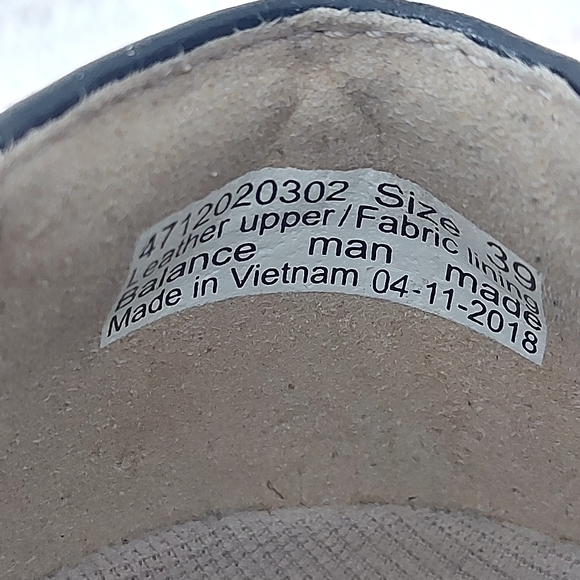 4712020302 Size 39
Leather upper/Fabric lining
Balance man made
Made in Vietnam 04-11-2018